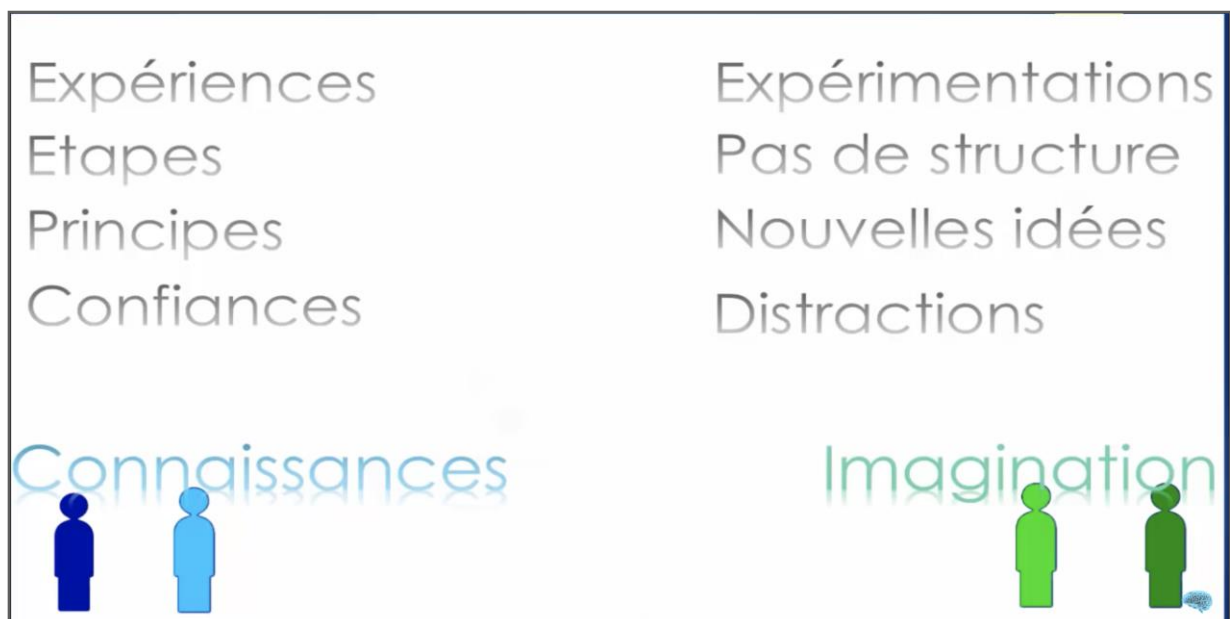 Expériences
Etapes
Principes
Confiances
Expérimentations
Pas de structure
Nouvelles idées
Distractions
Connaissances
Imagination